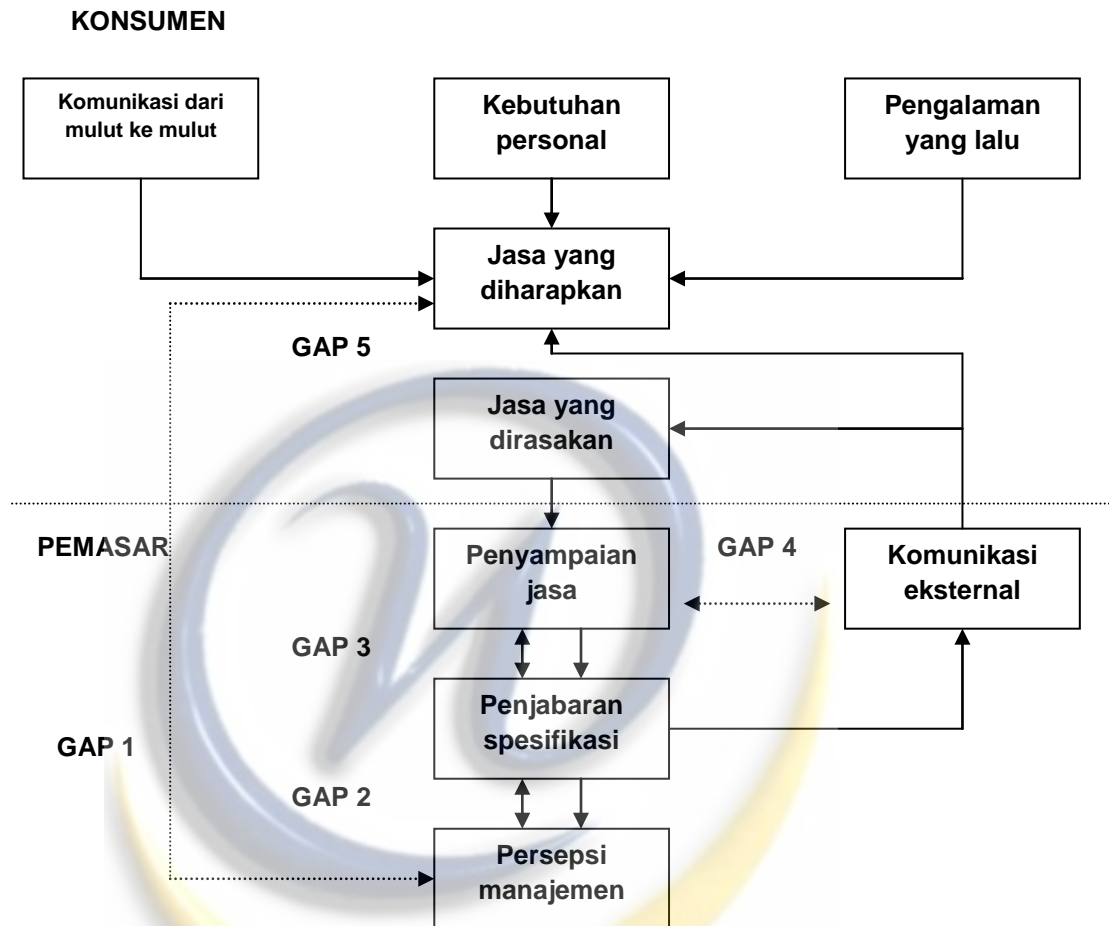 KONSUMEN
Komunikasi dari
mulut ke mulut
Kebutuhan
personal
Pengalaman
yang lalu
Jasa yang
diharapkan
GAP 5
Jasa yang
dirasakan
PEMASAR
Penyampaian
jasa
GAP 4
Komunikasi
eksternal
GAP 3
Penjabaran
spesifikasi
GAP 1
GAP 2
Persepsi
manajemen